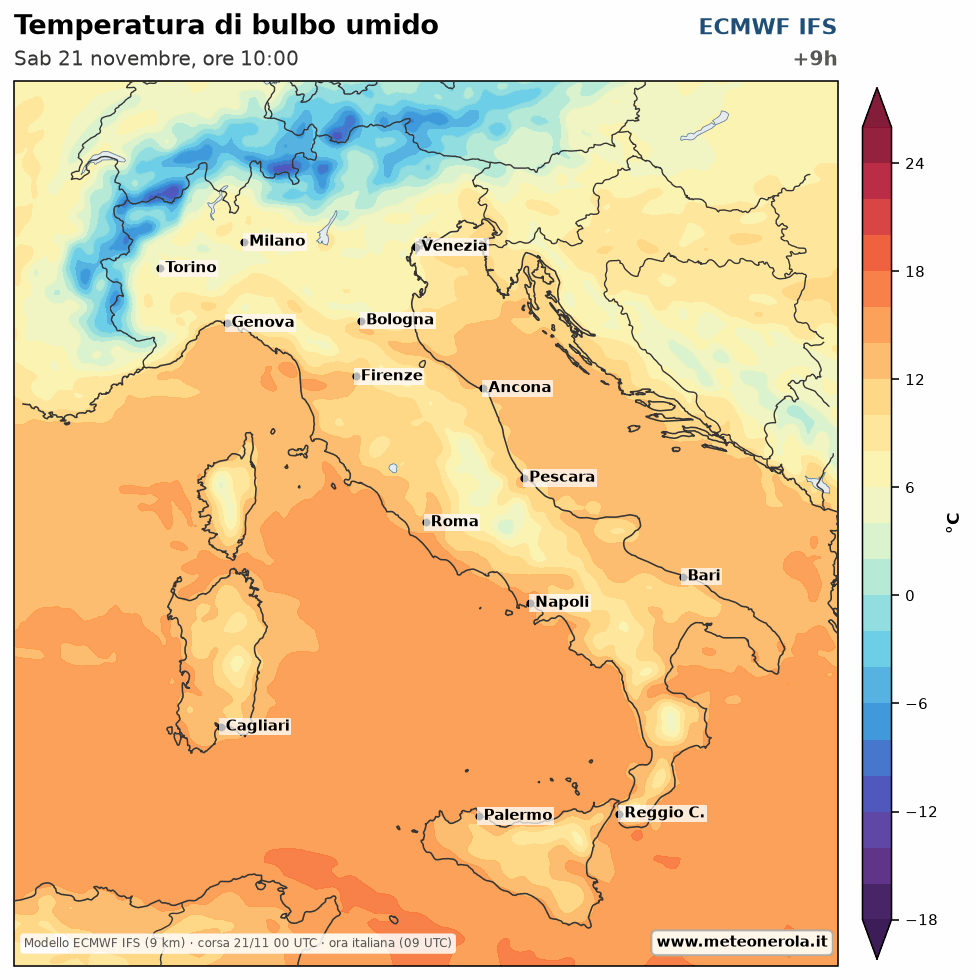 Temperatura di bulbo umido
ECMWF IFS
Sab 21 novembre, ore 10:00
+9h
Milano
Venezia
Torino
Genova
Bologna
Firenze
Ancona
Pescara
Roma
Bari
Napoli
Cagliari
Palermo
Reggio C.
24
18
12
6
0
−6
−12
−18
°C
Modello ECMWF IFS (9 km) · corsa 21/11 00 UTC · ora italiana (09 UTC)
www.meteonerola.it